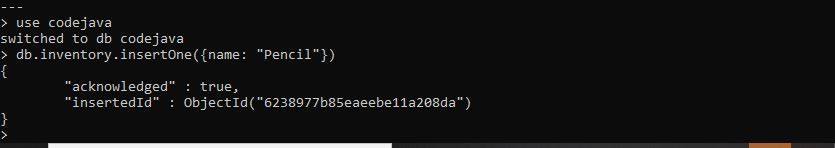 ---
> use codejava
switched to db codejava
> db.inventory.insertOne({name: "Pencil"})
{
        "acknowledged" : true,
        "insertedId" : ObjectId("6238977b85eaeebe11a208da")
}
>